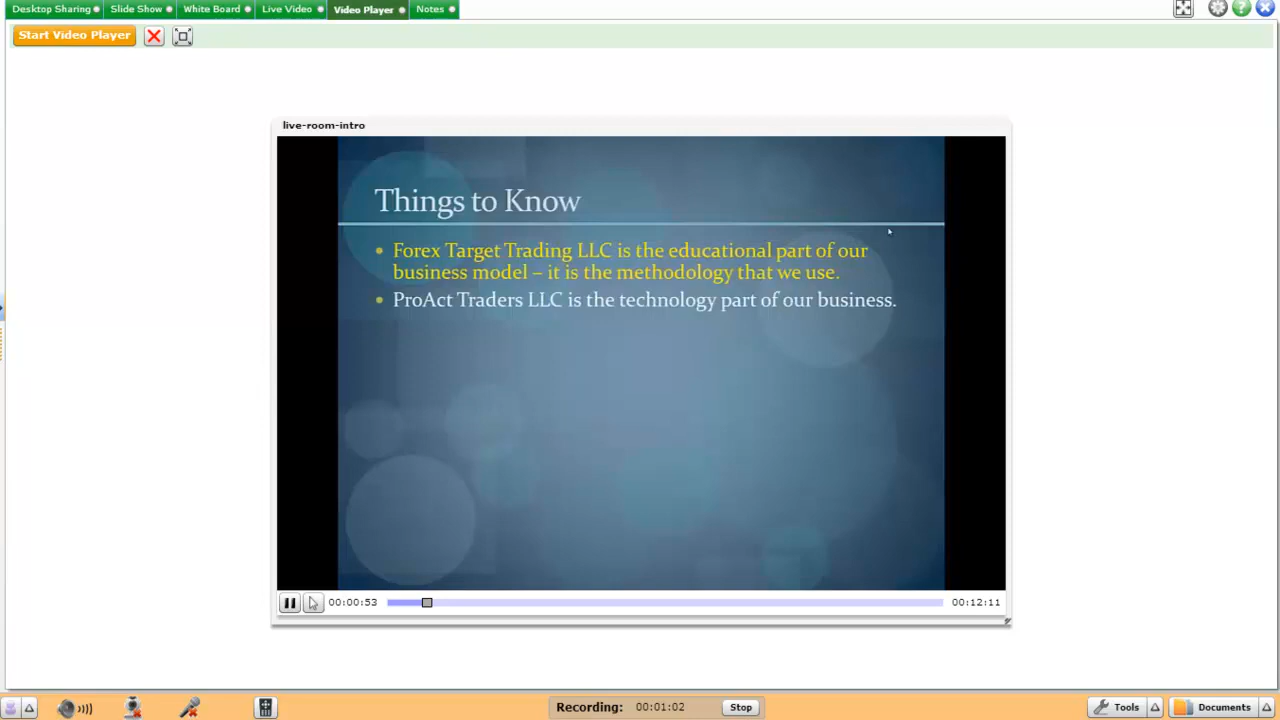 Desktop Sharing
Slide Show
White Board
Live Video
Video Player
Notes
Start Video Player
live-room-intro
Things to Know
Forex Target Trading LLC is the educational part of our
business model – it is the methodology that we use.
ProAct Traders LLC is the technology part of our business.
00:00:53
00:12:11
Recording: 00:01:02 Stop
Tools
Documents